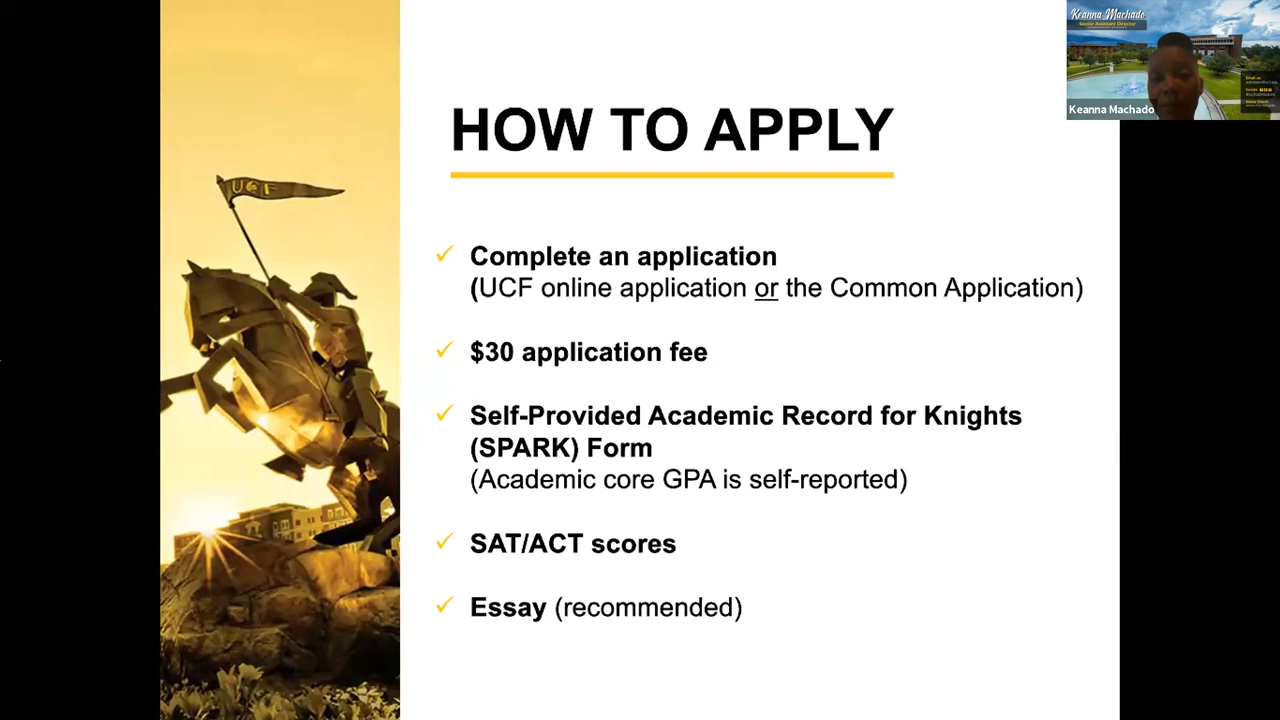 Keanna Machado
Senior Assistant Director
Keanna Machado
UCF
HOW TO APPLY
✓ Complete an application
(UCF online application or the Common Application)
✓ $30 application fee
✓ Self-Provided Academic Record for Knights
(SPARK) Form
(Academic core GPA is self-reported)
✓ SAT/ACT scores
✓ Essay (recommended)